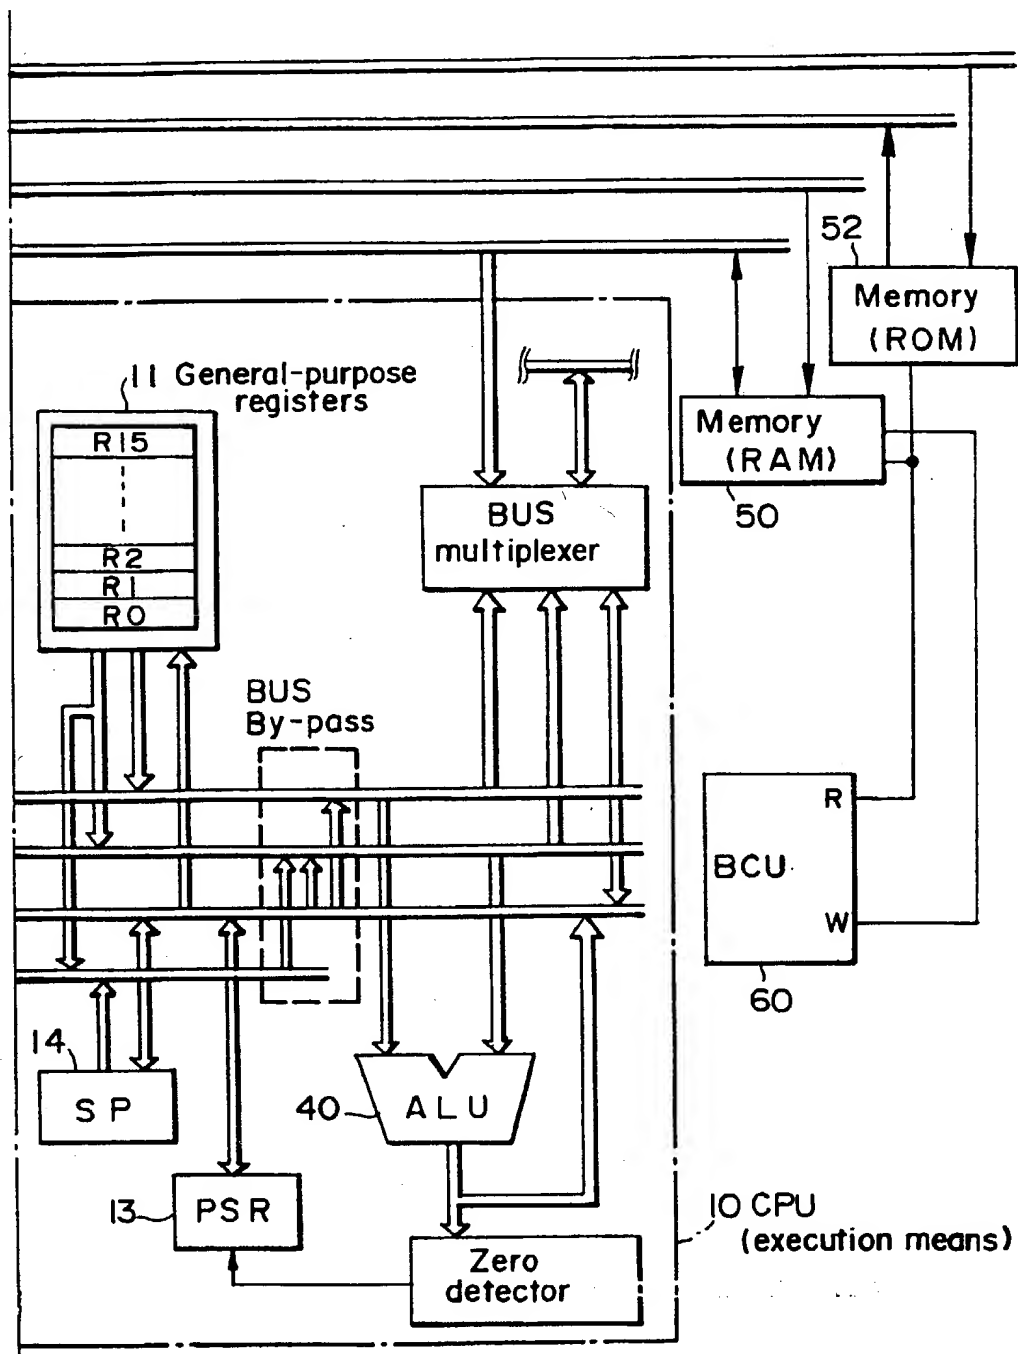 52
Memory
(ROM)
11 General-purpose
registers
R15
R2
R1
R0
Memory
(RAM)
50
BUS
multiplexer
BUS
By-pass
R
BCU
W
60
14
SP
40
ALU
13
PSR
10 CPU
(execution means)
Zero
detector